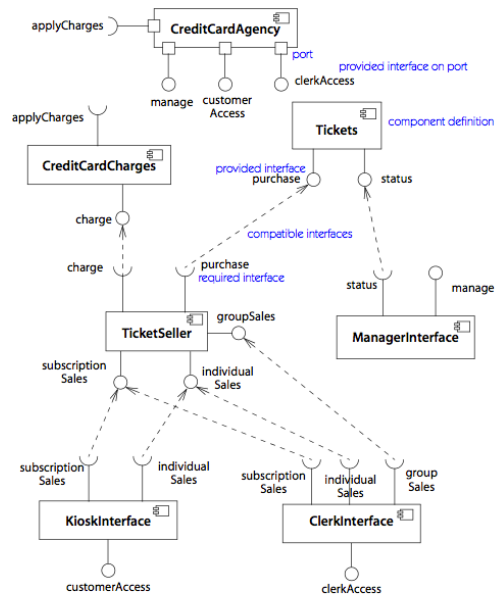 applyCharges
CreditCardAgency
port
provided interface on port
manage
customer
Access
clerkAccess
applyCharges
Tickets
component definition
CreditCardCharges
provided interface
purchase
status
charge
compatible interfaces
charge
purchase
required interface
status
manage
TicketSeller
groupSales
ManagerInterface
subscription
Sales
individual
Sales
subscription
Sales
individual
Sales
subscription
Sales
individual
Sales
group
Sales
KioskInterface
ClerkInterface
customerAccess
clerkAccess